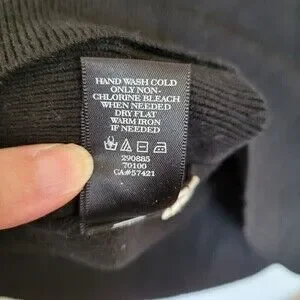 HAND WASH COLD
ONLY NON-
CHLORINE BLEACH
WHEN NEEDED
DRY FLAT
WARM IRON
IF NEEDED
290885
70100
CA#57421